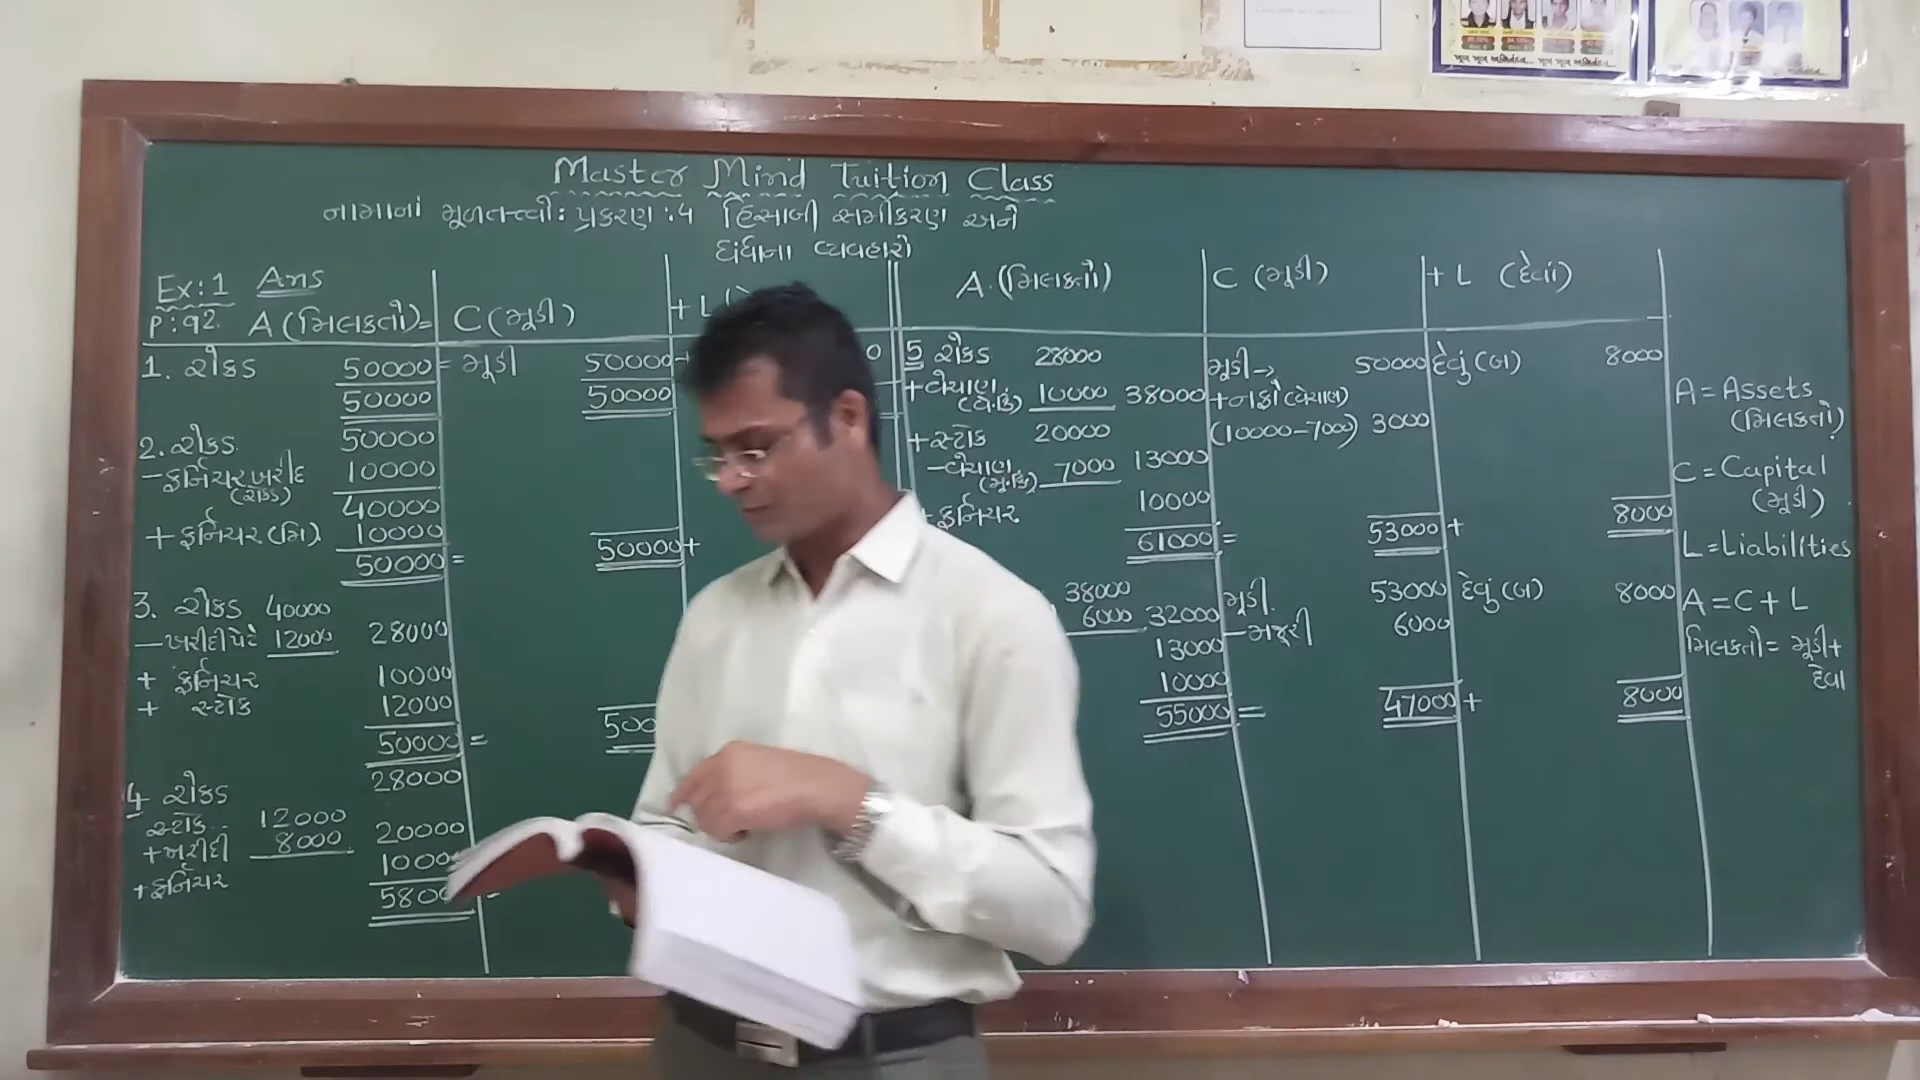 Master Mind Tuition Class
નામાનાં મૂળતત્ત્વો: પ્રકરણ :૫ હિસાબી સમીકરણ અને
ધંધાના વ્યવહારો
Ex:1 Ans
P:૧૨. A (મિલકતો)= C (મૂડી) + L
1. રોકડ 50000 = મૂડી 50000
50000 50000
2. રોકડ 50000
- ફર્નિચર ખરીદ 10000
(રોકડ)
40000
+ ફર્નિચર (મિ). 10000
50000 = 50000+
3. રોકડ 40000
- ખરીદી પેટે 12000 28000
+ ફર્નિચર 10000
+ સ્ટોક 12000
50000 =
4 રોકડ 28000
સ્ટોક 12000
+ ખરીદી 8000 20000
+ ફર્નિચર
A. (મિલકતો) C (મૂડી) + L (દેવાં)
5 રોકડ 28000 મૂડી → 50000 દેવું (બ) 8000
+ વેચાણ 10000 38000 + નફો (વેચાણ)
(વે.કિં)
+ સ્ટોક 20000 (10000-7000) 3000
- વેચાણ 7000 13000
(મૂ.કિં)
ફર્નિચર 10000
61000 = 53000 + 8000
38000 મૂડી. 53000 દેવું (બ) 8000
6000 32000 - મજૂરી 6000
13000
10000
55000 = 47000 + 8000
A = Assets
(મિલકતો)
C = Capital
(મૂડી)
L = Liabilities
A = C + L
મિલકતો = મૂડી +
દેવા